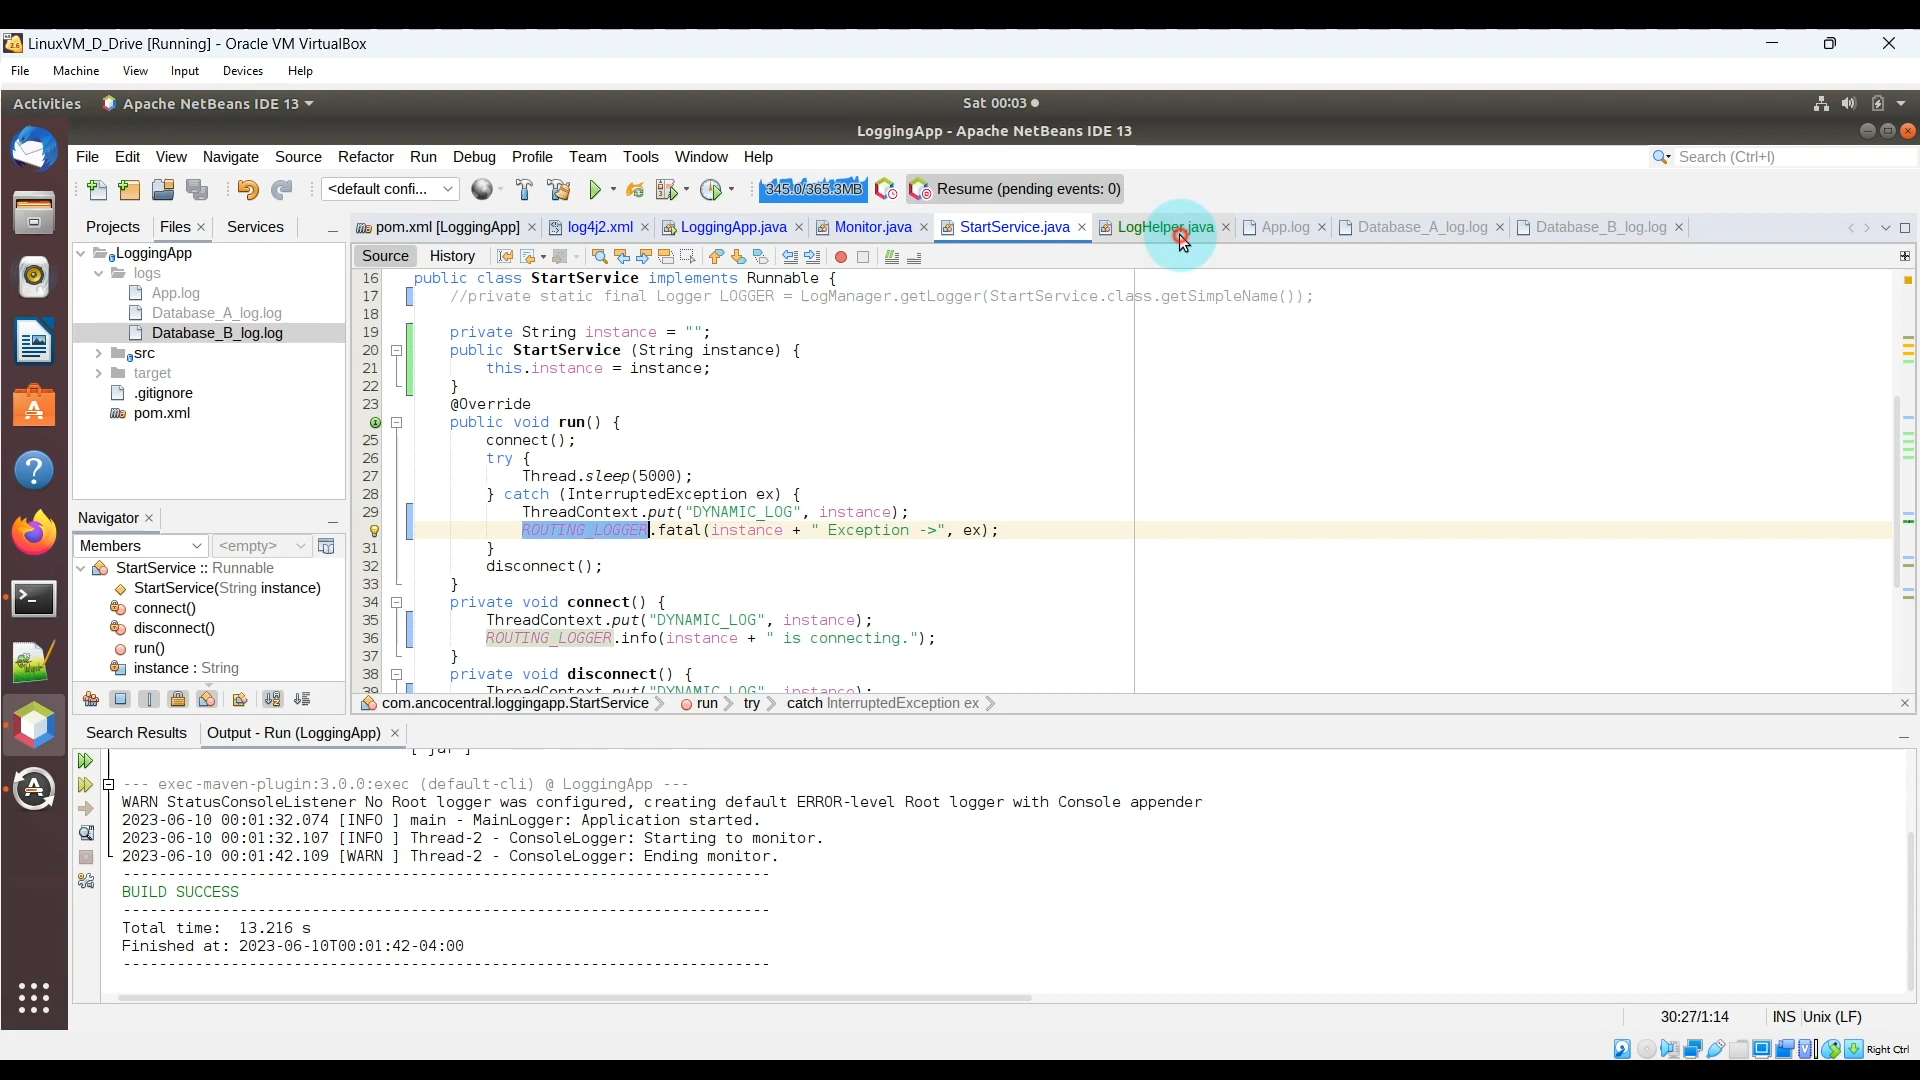 LinuxVM_D_Drive [Running] - Oracle VM VirtualBox
File Machine View Input Devices Help
Activities Apache NetBeans IDE 13 Sat 00:03
LoggingApp - Apache NetBeans IDE 13
File Edit View Navigate Source Refactor Run Debug Profile Team Tools Window Help Search (Ctrl+I)
<default confi... 345.0/365.3MB Resume (pending events: 0)
Projects Files Services
pom.xml [LoggingApp] log4j2.xml LoggingApp.java Monitor.java StartService.java LogHelper.java App.log Database_A_log.log Database_B_log.log
LoggingApp
logs
App.log
Database_A_log.log
Database_B_log.log
src
target
.gitignore
pom.xml
Source History
16 public class StartService implements Runnable {
17 //private static final Logger LOGGER = LogManager.getLogger(StartService.class.getSimpleName());
18
19 private String instance = "";
20 public StartService (String instance) {
21 this.instance = instance;
22 }
23 @Override
public void run() {
25 connect();
26 try {
27 Thread.sleep(5000);
28 } catch (InterruptedException ex) {
29 ThreadContext.put("DYNAMIC_LOG", instance);
ROUTING_LOGGER.fatal(instance + " Exception ->", ex);
31 }
32 disconnect();
33 }
34 private void connect() {
35 ThreadContext.put("DYNAMIC_LOG", instance);
36 ROUTING_LOGGER.info(instance + " is connecting.");
37 }
38 private void disconnect() {
39 ThreadContext.put("DYNAMIC_LOG", instance);
Navigator
Members <empty>
StartService :: Runnable
StartService(String instance)
connect()
disconnect()
run()
instance : String
com.ancocentral.loggingapp.StartService run try catch InterruptedException ex
Search Results Output - Run (LoggingApp)
[ jar ]
--- exec-maven-plugin:3.0.0:exec (default-cli) @ LoggingApp ---
WARN StatusConsoleListener No Root logger was configured, creating default ERROR-level Root logger with Console appender
2023-06-10 00:01:32.074 [INFO ] main - MainLogger: Application started.
2023-06-10 00:01:32.107 [INFO ] Thread-2 - ConsoleLogger: Starting to monitor.
2023-06-10 00:01:42.109 [WARN ] Thread-2 - ConsoleLogger: Ending monitor.
------------------------------------------------------------------------
BUILD SUCCESS
------------------------------------------------------------------------
Total time: 13.216 s
Finished at: 2023-06-10T00:01:42-04:00
------------------------------------------------------------------------
30:27/1:14 INS Unix (LF)
Right Ctrl